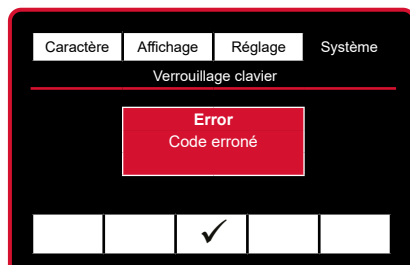 Caractère Affichage Réglage Système
Verrouillage clavier
Error
Code erroné